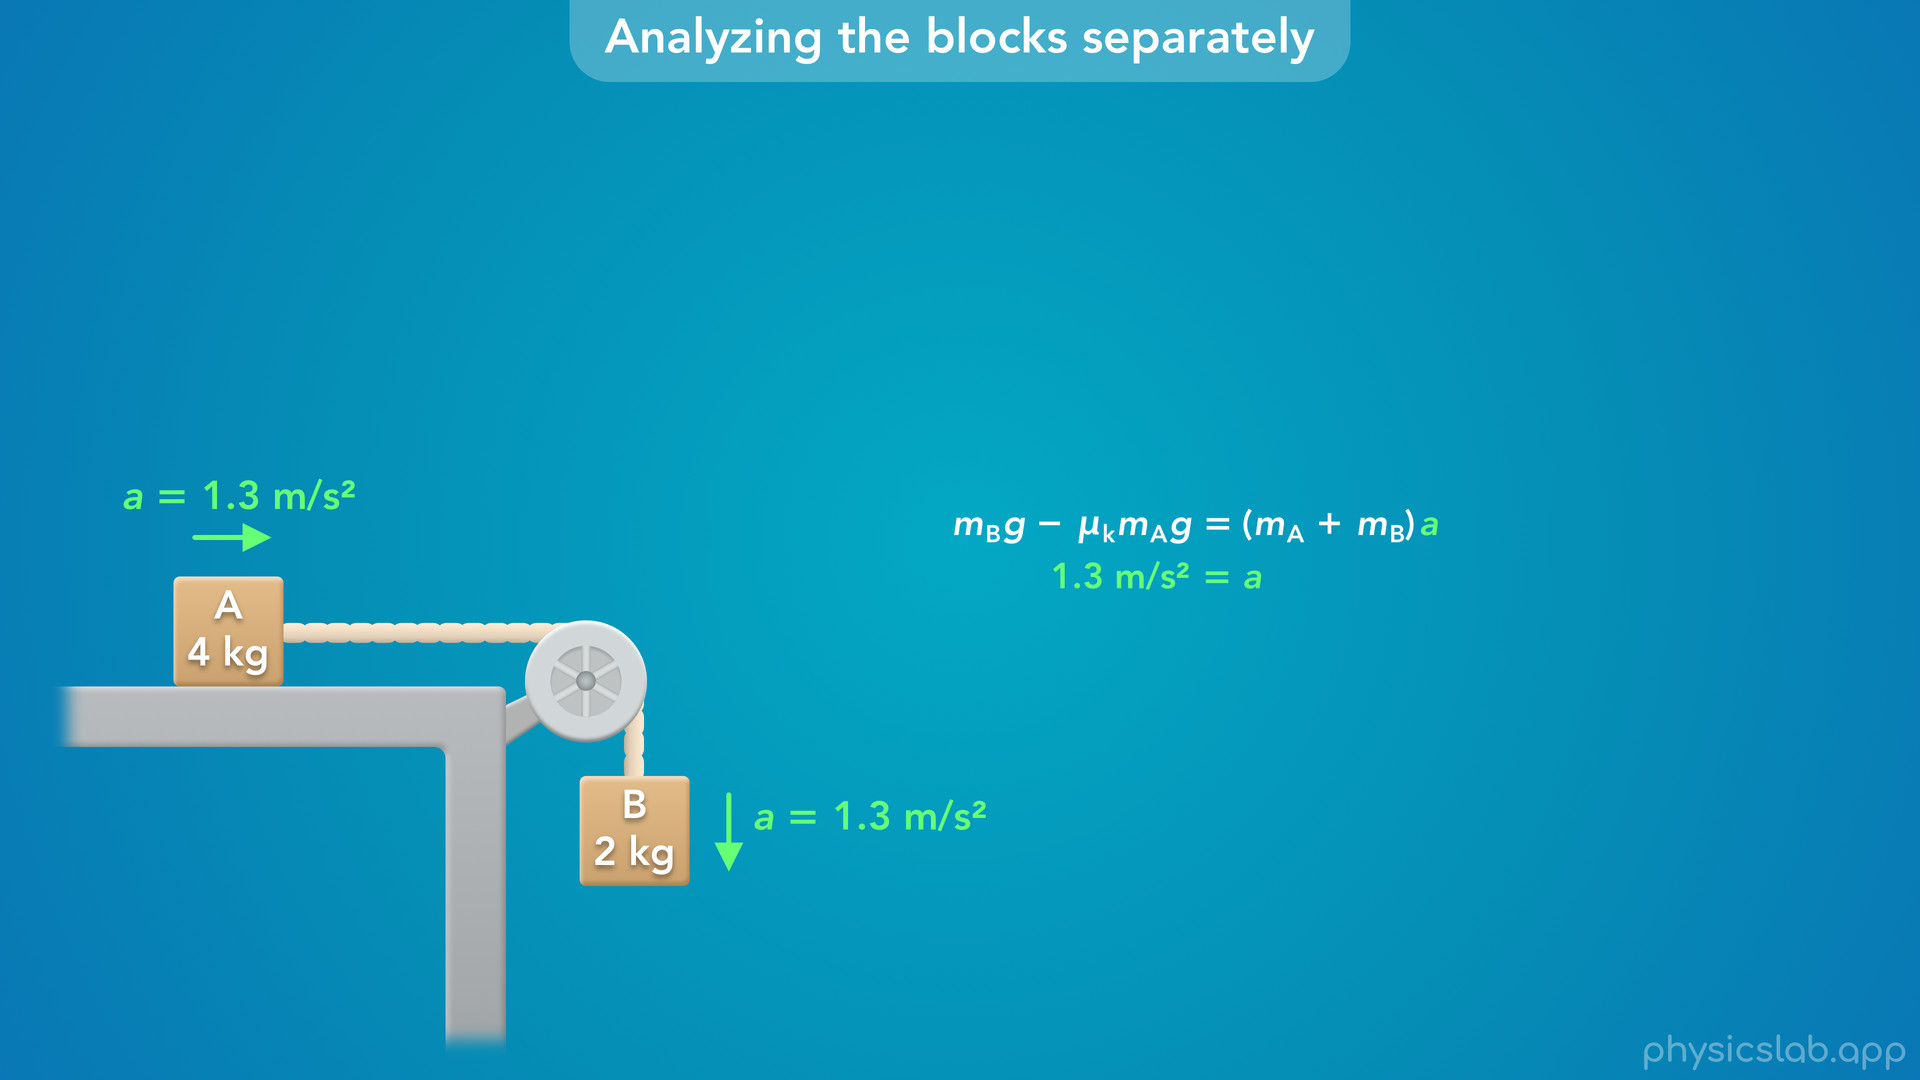 Analyzing the blocks separately
a = 1.3 m/s²
m_Bg − μ_km_Ag = (m_A + m_B)a
1.3 m/s² = a
A
4 kg
B
2 kg
a = 1.3 m/s²
physicslab.app